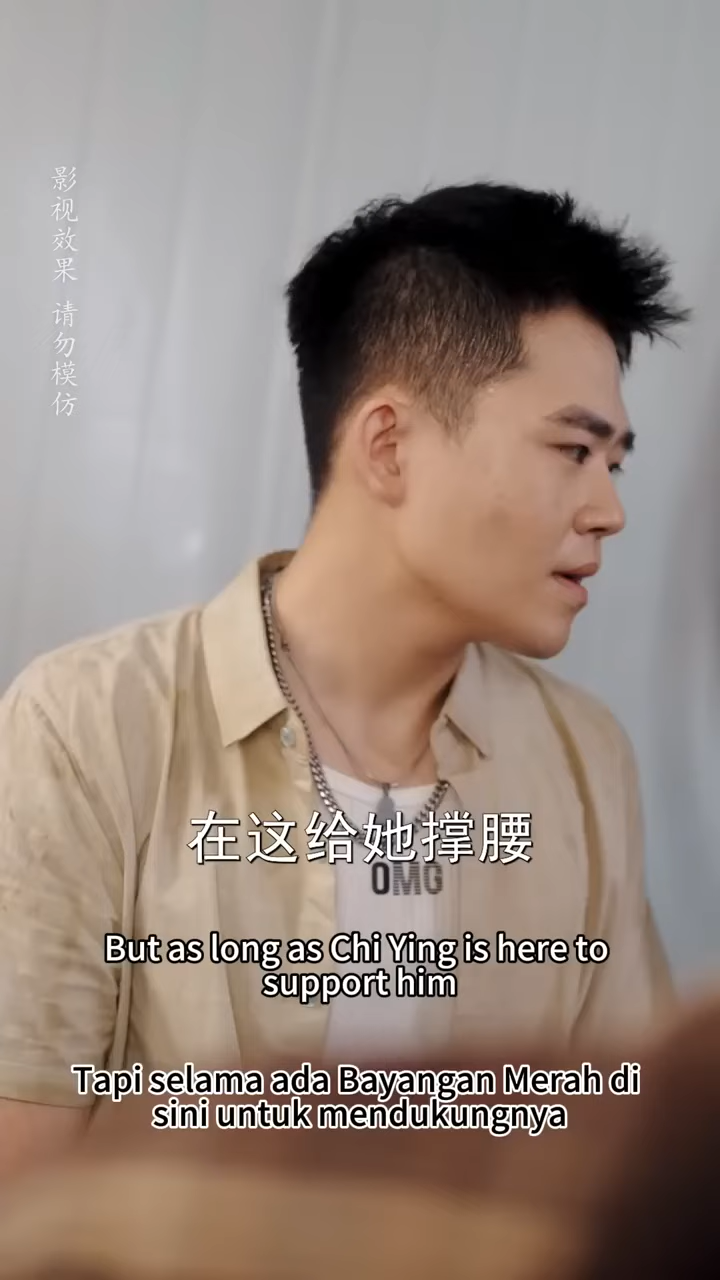 影视效果 请勿模仿
在这给她撑腰
OMG
But as long as Chi Ying is here to
support him
Tapi selama ada Bayangan Merah di
sini untuk mendukungnya